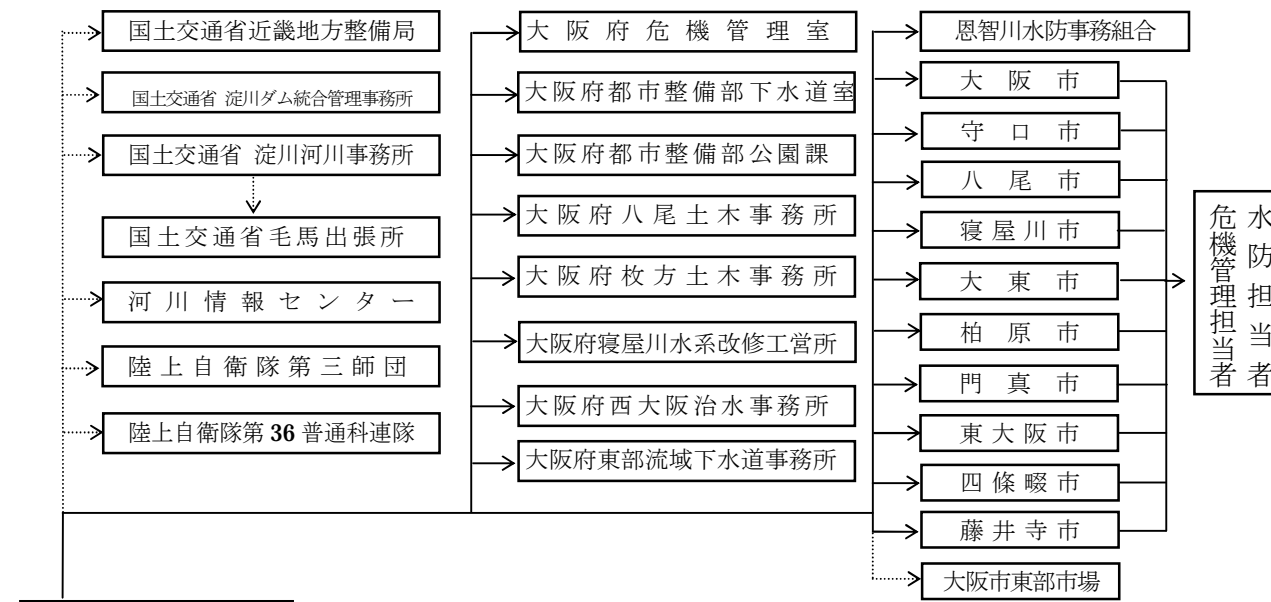 国土交通省近畿地方整備局
国土交通省 淀川ダム統合管理事務所
国土交通省 淀川河川事務所
国土交通省毛馬出張所
河川情報センター
陸上自衛隊第三師団
陸上自衛隊第36普通科連隊
大阪府危機管理室
大阪府都市整備部下水道室
大阪府都市整備部公園課
大阪府八尾土木事務所
大阪府枚方土木事務所
大阪府寝屋川水系改修工営所
大阪府西大阪治水事務所
大阪府東部流域下水道事務所
恩智川水防事務組合
大阪市
守口市
八尾市
寝屋川市
大東市
柏原市
門真市
東大阪市
四條畷市
藤井寺市
大阪市東部市場
水防担当者
危機管理担当者